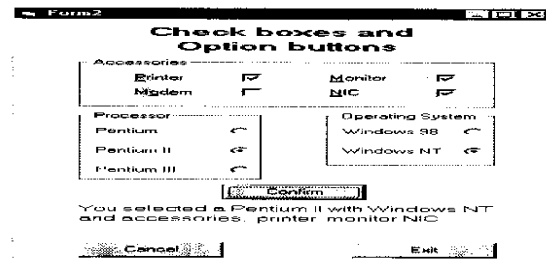 Form2
Check boxes and
Option buttons
Accessories
Printer
Monitor
Modem
NIC
Processor
Pentium
Pentium II
Pentium III
Operating System
Windows 98
Windows NT
Confirm
You selected a Pentium II with Windows NT
and accessories, printer monitor NIC
Cancel
Exit